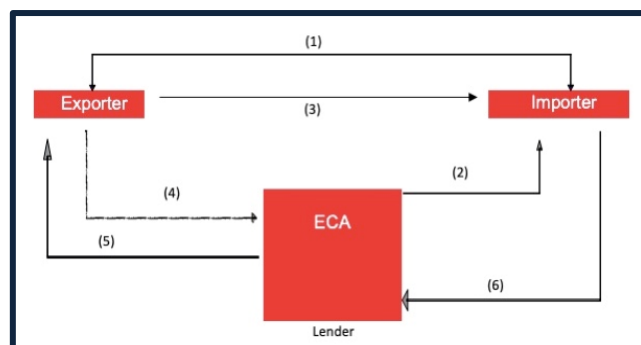 (1)
Exporter
Importer
(3)
(4)
(2)
ECA
(5)
(6)
Lender